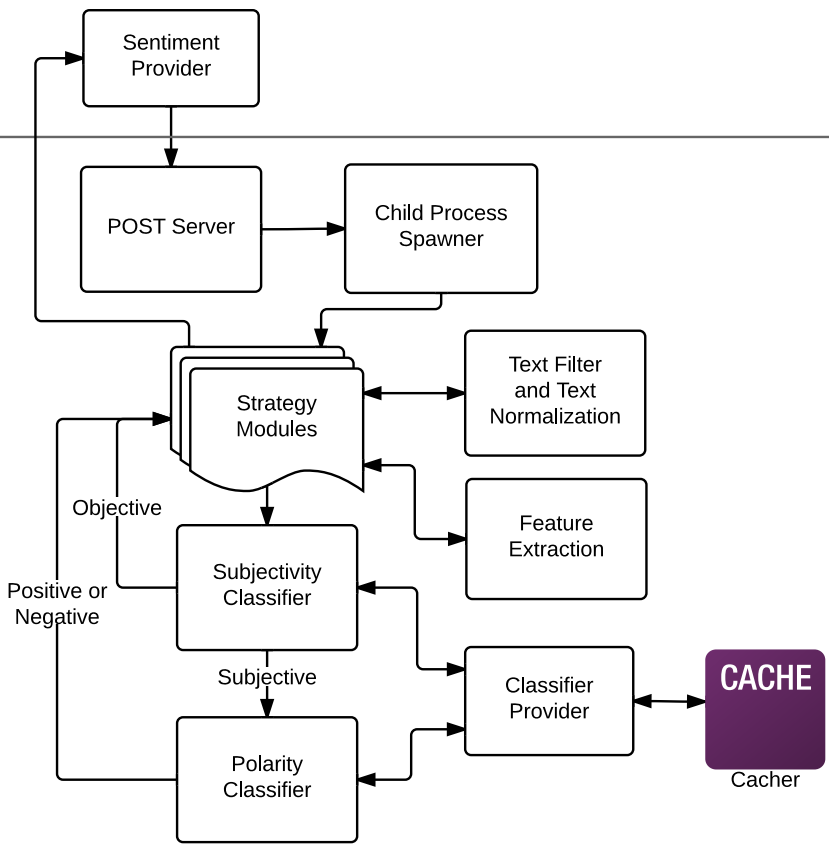 Sentiment
Provider
POST Server
Child Process
Spawner
Strategy
Modules
Text Filter
and Text
Normalization
Objective
Feature
Extraction
Subjectivity
Classifier
Positive or
Negative
Subjective
Classifier
Provider
CACHE
Cacher
Polarity
Classifier